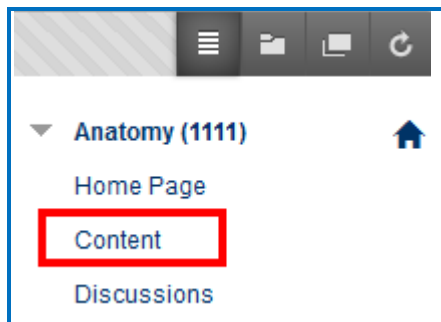 Anatomy (1111)
Home Page
Content
Discussions